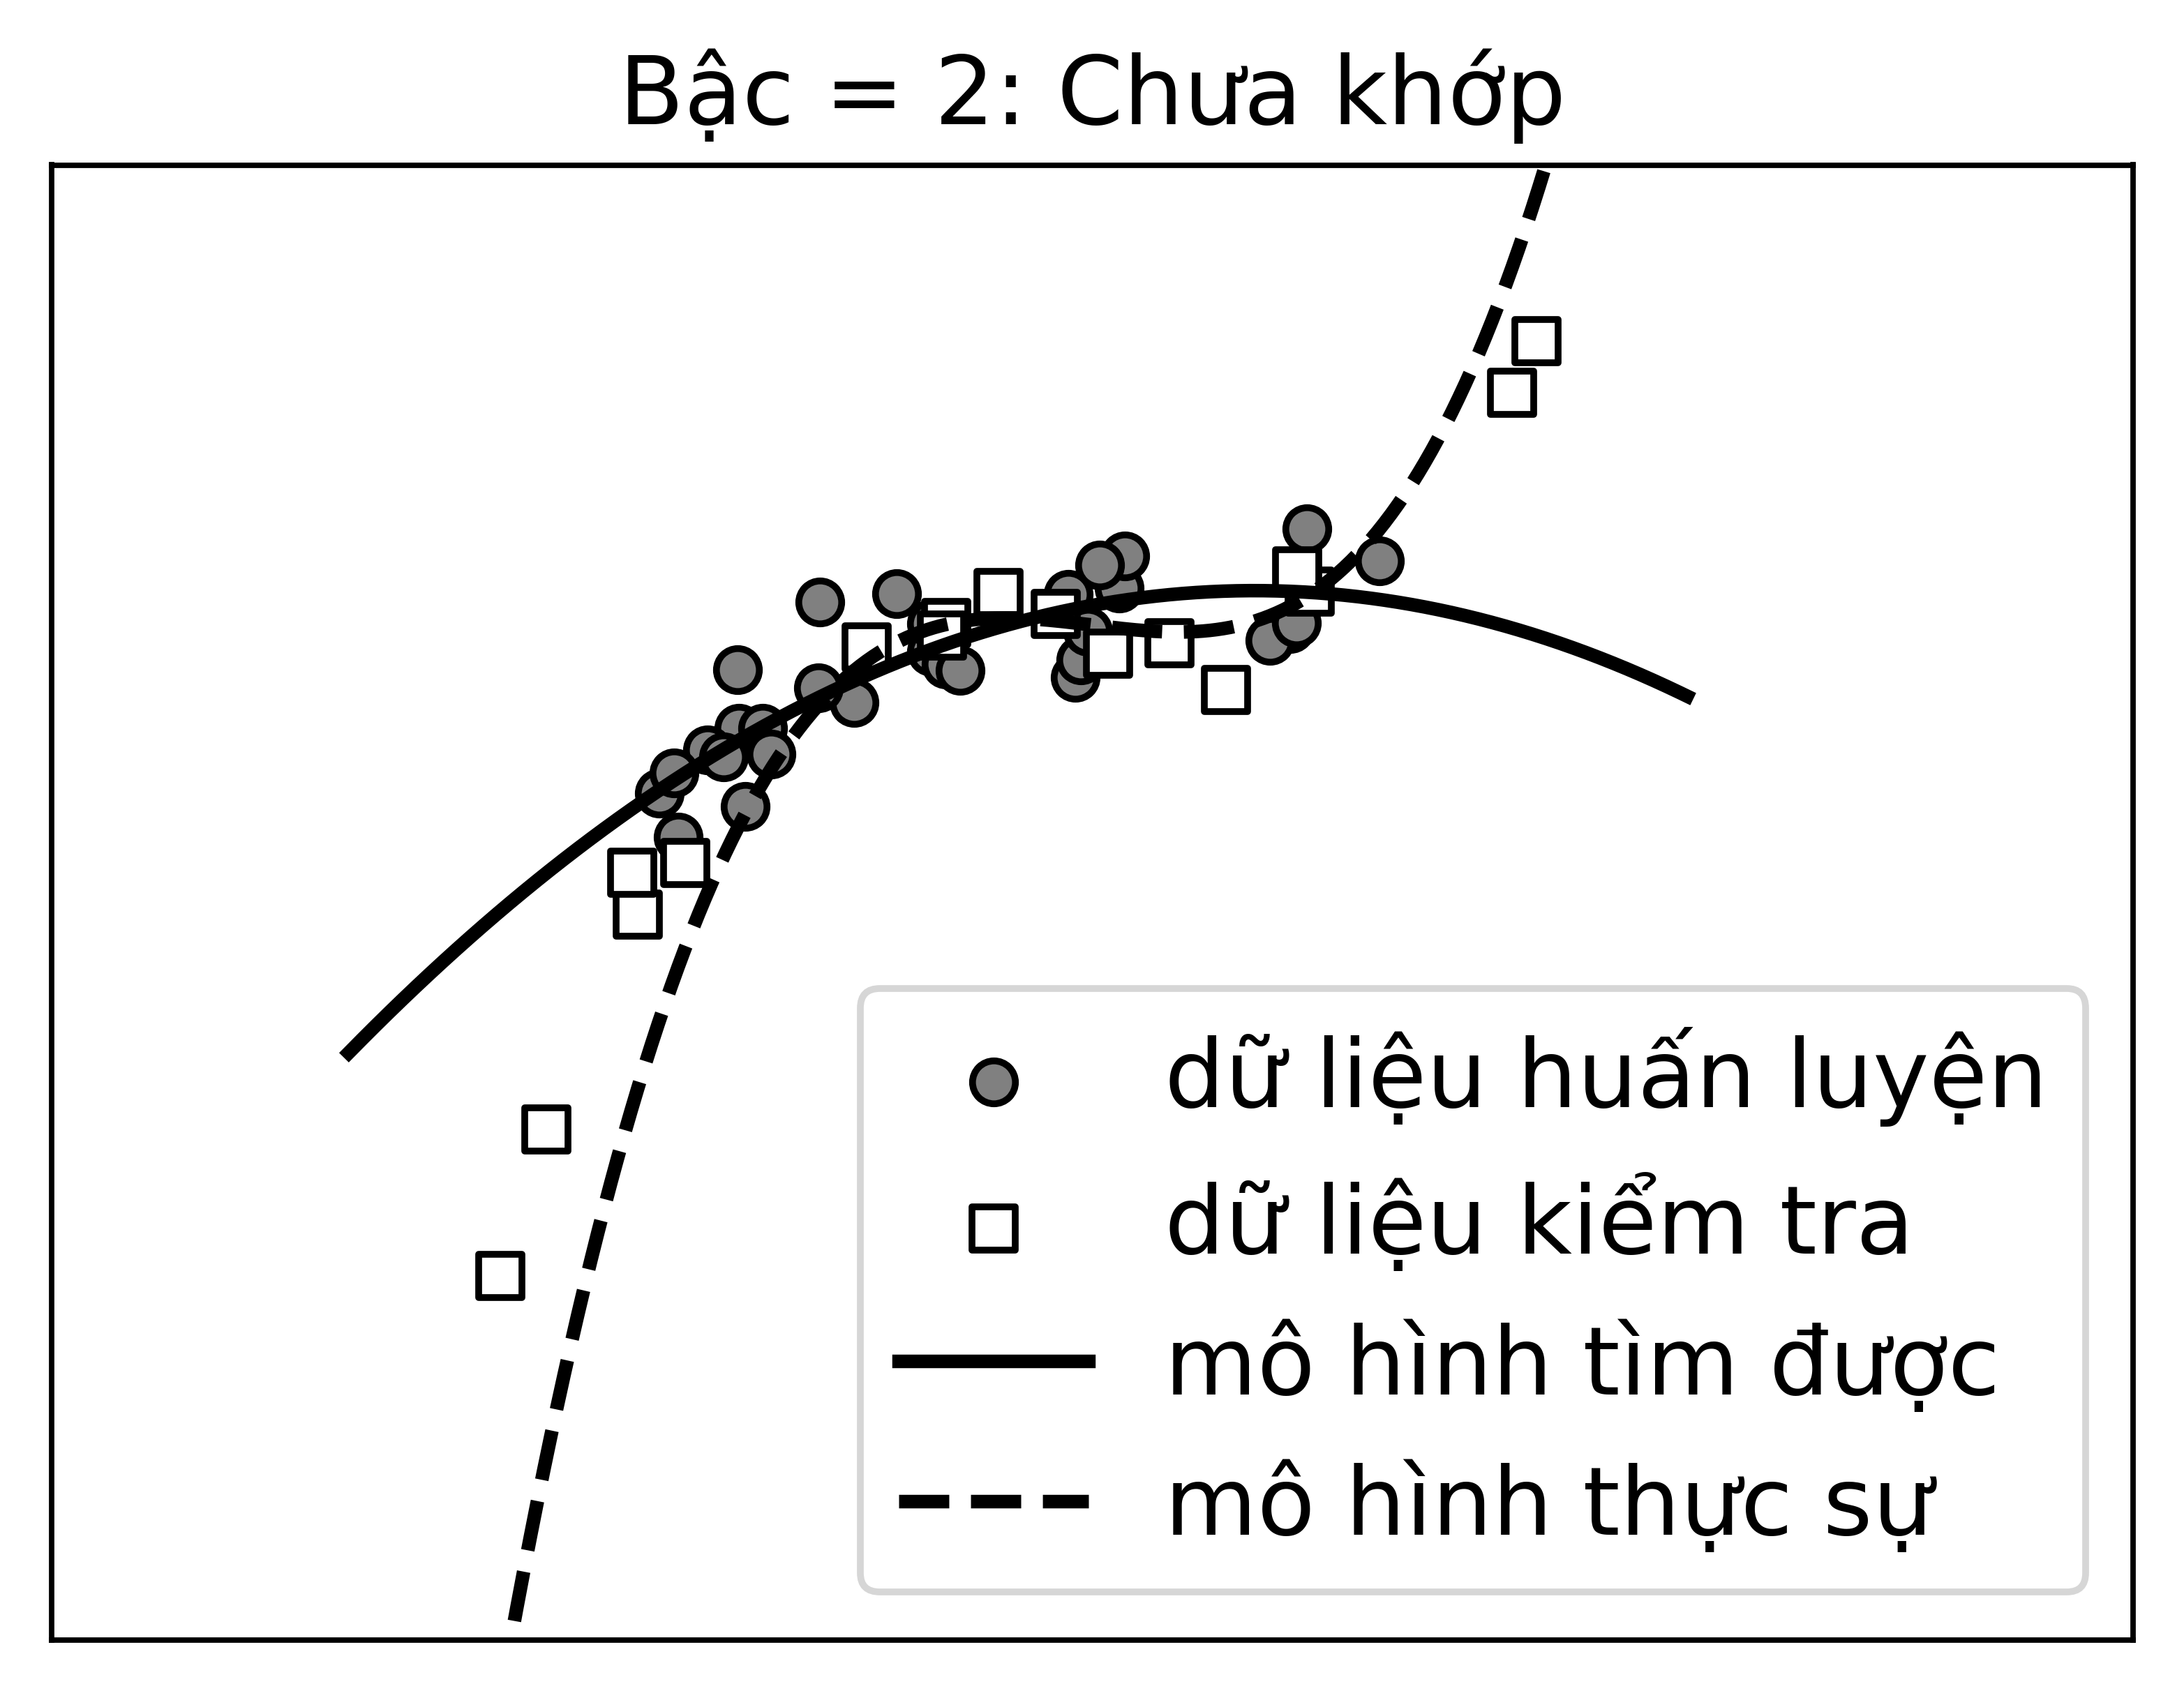 Bậc = 2: Chưa khớp
dữ liệu huấn luyện
dữ liệu kiểm tra
mô hình tìm được
mô hình thực sự